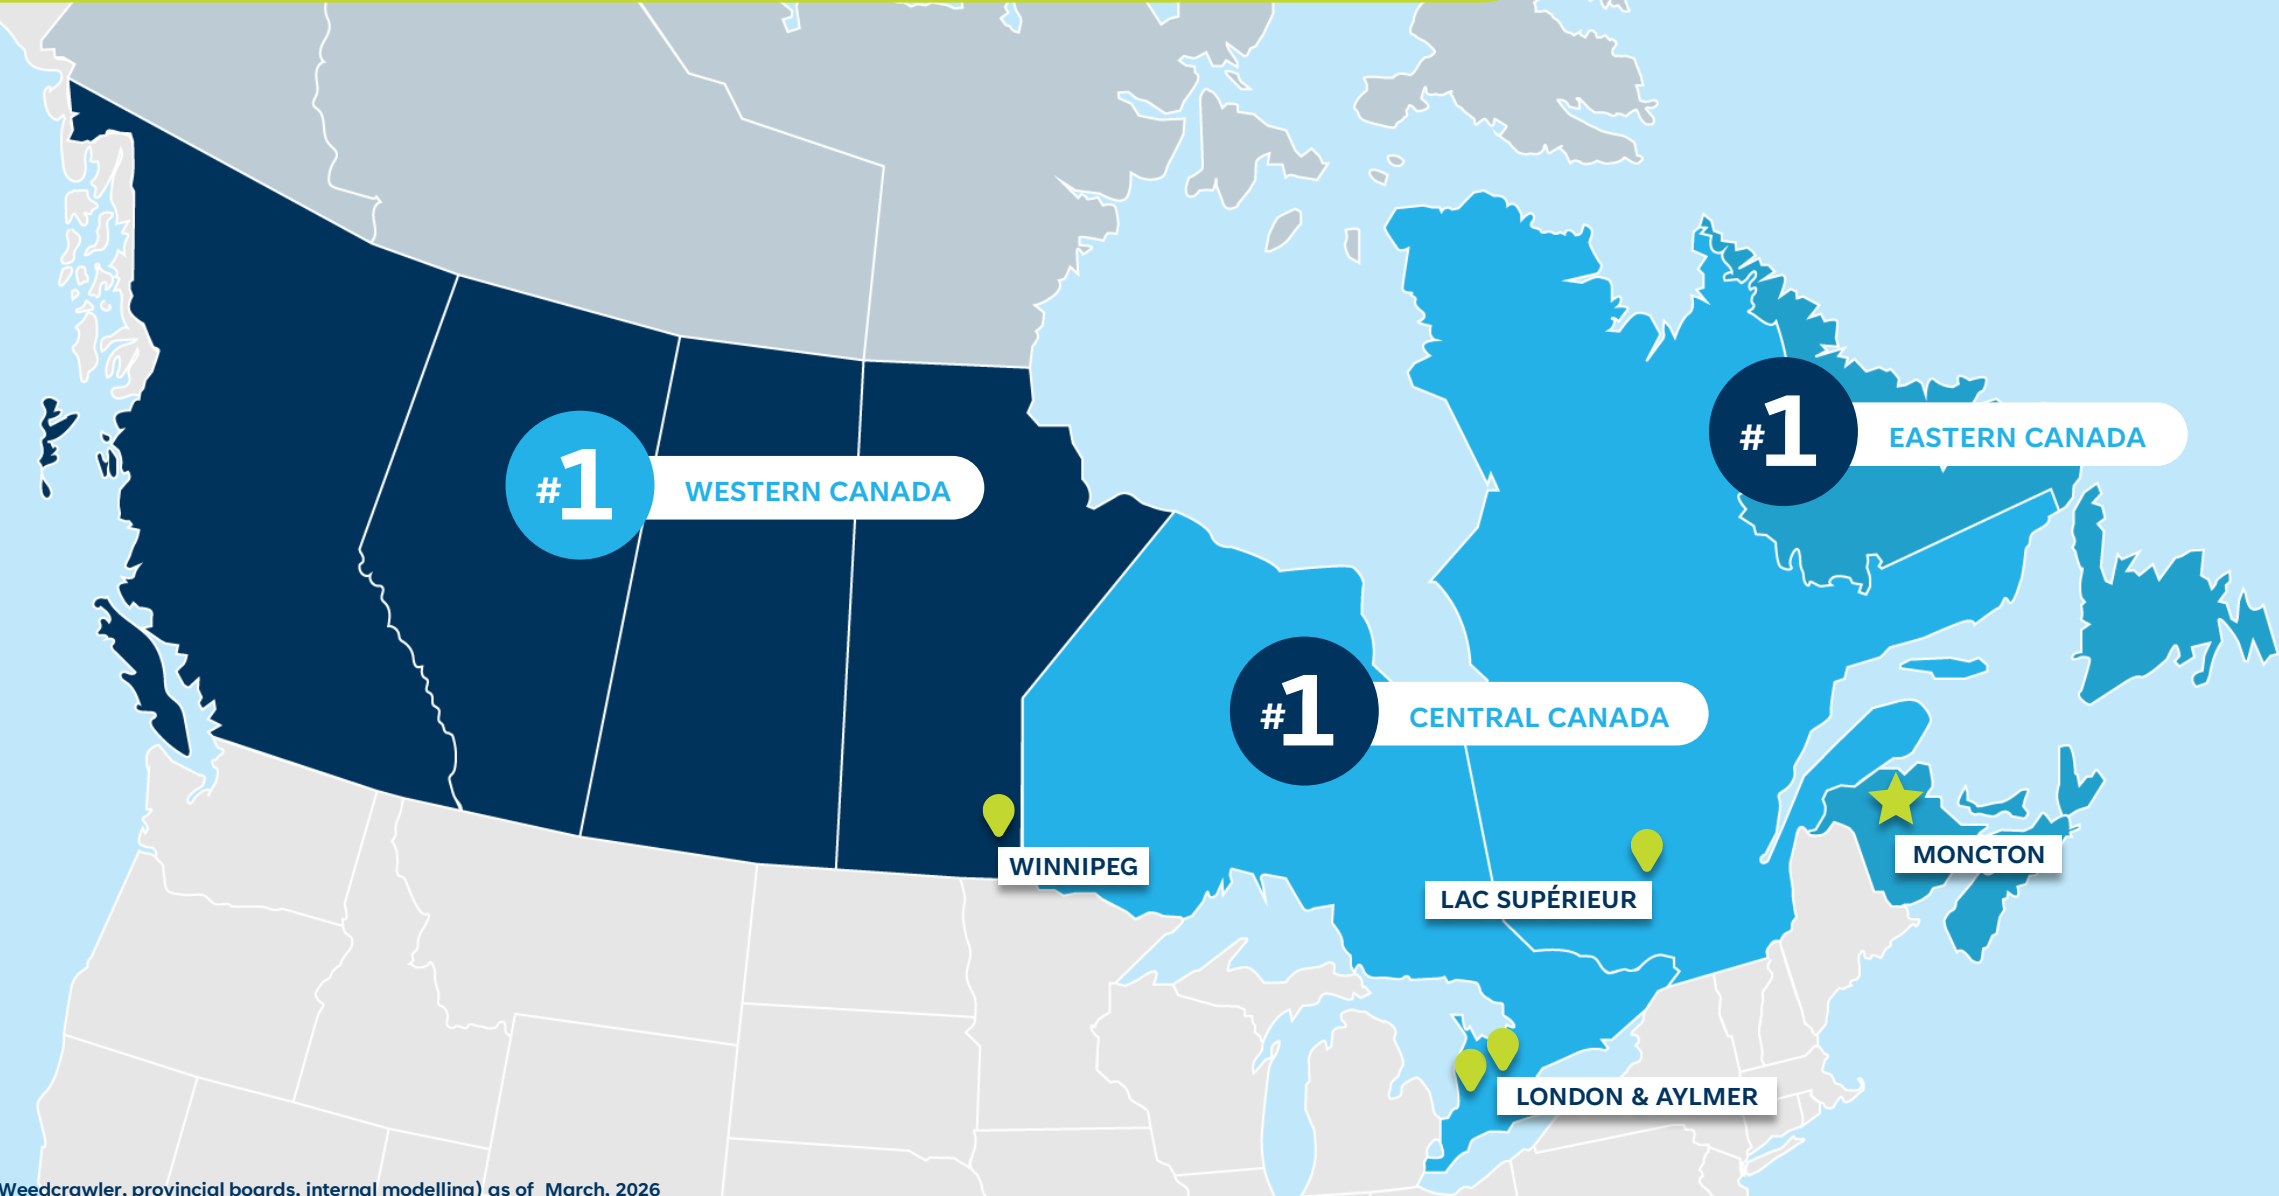 #1 WESTERN CANADA
#1 EASTERN CANADA
#1 CENTRAL CANADA
WINNIPEG
LAC SUPÉRIEUR
MONCTON
LONDON & AYLMER
Weedcrawler, provincial boards, internal modelling) as of March, 2026